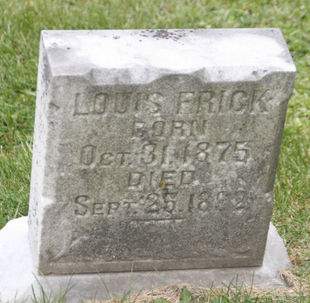 LOUIS FRICK
BORN
OCT. 31, 1875
DIED
SEPT. 25,